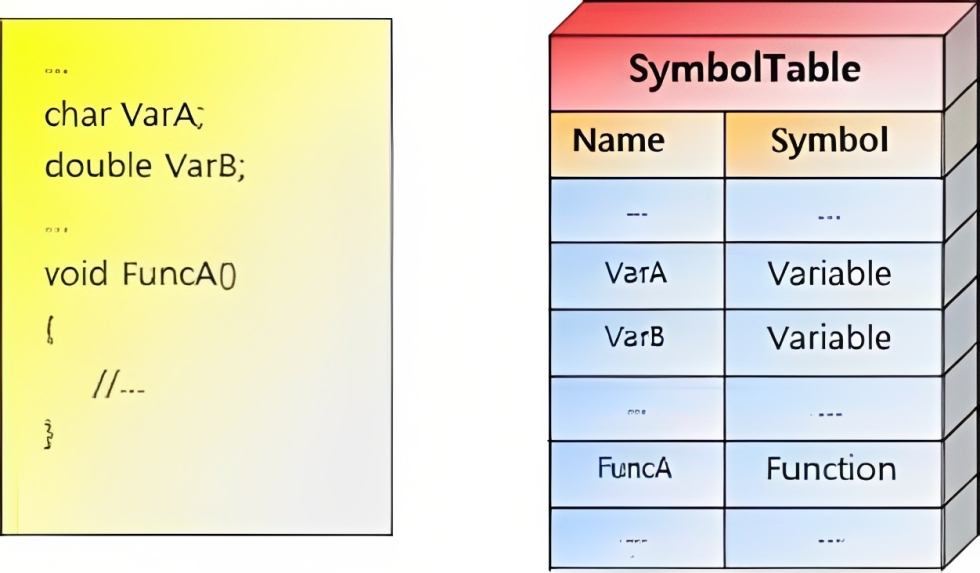 ...
char VarA;
double VarB;
...
void FuncA()
{
//...
}
SymbolTable
Name Symbol
... ...
VarA Variable
VarB Variable
... ...
FuncA Function
... ...